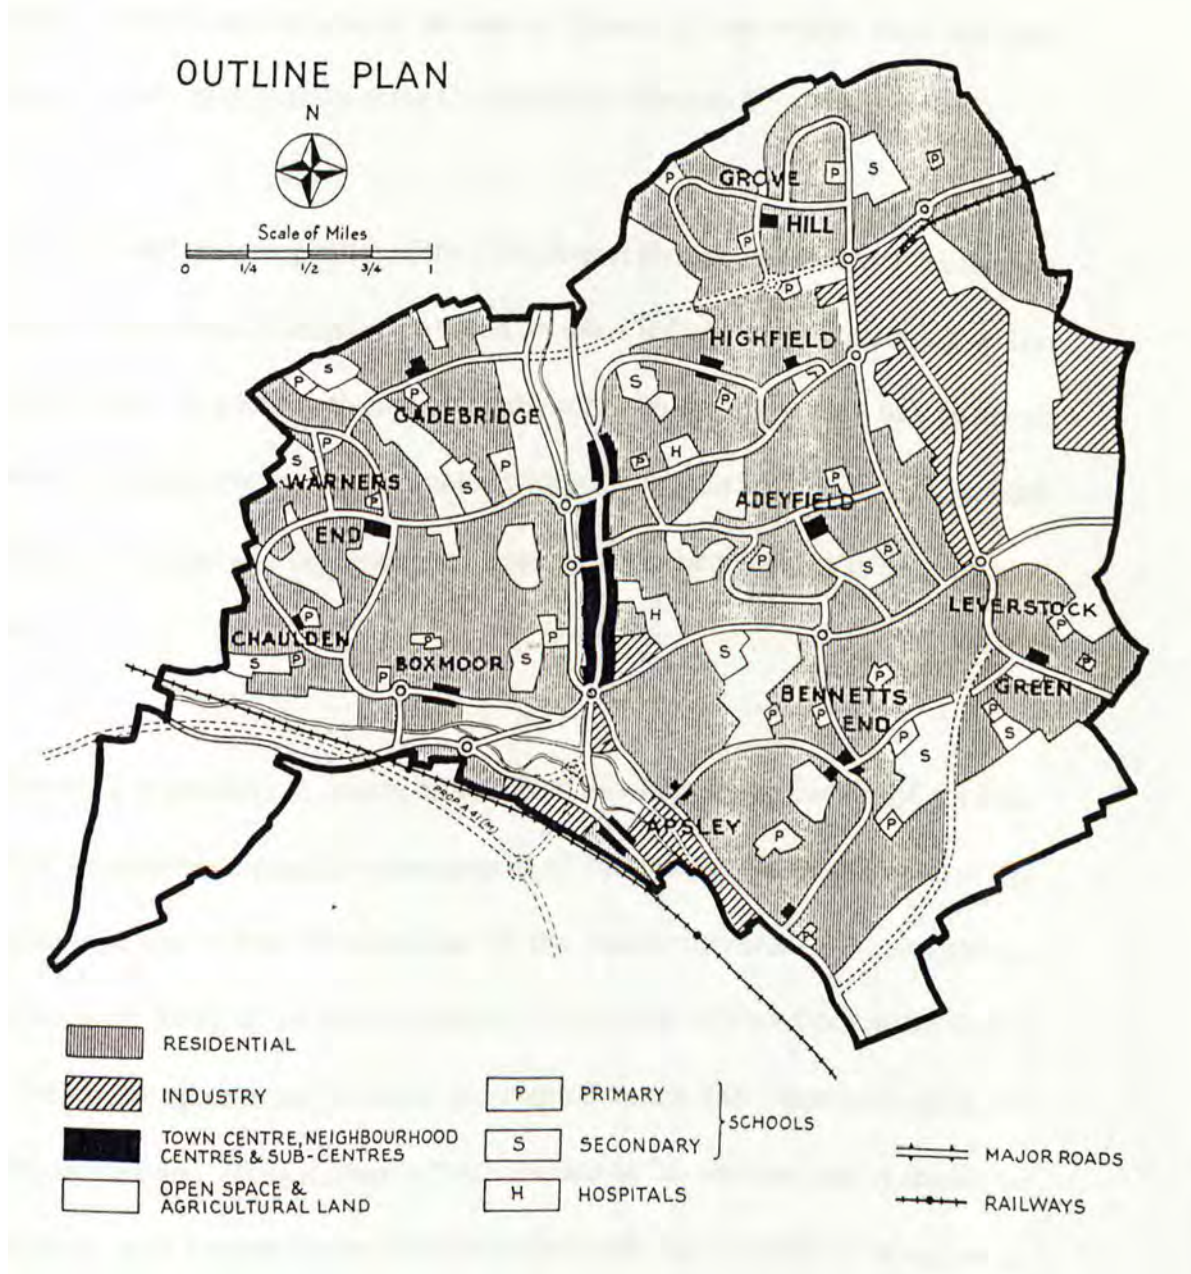 OUTLINE PLAN
N
Scale of Miles
0 1/4 1/2 3/4 1
GROVE
HILL
P
P
S
P
P
P
HIGHFIELD
S
S
P
GADEBRIDGE
P
S
P
P
S
WARNERS
END
P
S
P
P
H
ADEYFIELD
P
P
S
P
H
LEVERSTOCK
GREEN
P
P
P
S
CHAULDEN
P
S
P
BOXMOOR
P
P
S
P
S
BENNETTS
END
P
P
P
P
S
P
P
P
APSLEY
PROP. A.41 (M)
RESIDENTIAL
INDUSTRY
TOWN CENTRE, NEIGHBOURHOOD
CENTRES & SUB-CENTRES
OPEN SPACE &
AGRICULTURAL LAND
P PRIMARY
S SECONDARY
SCHOOLS
H HOSPITALS
MAJOR ROADS
RAILWAYS